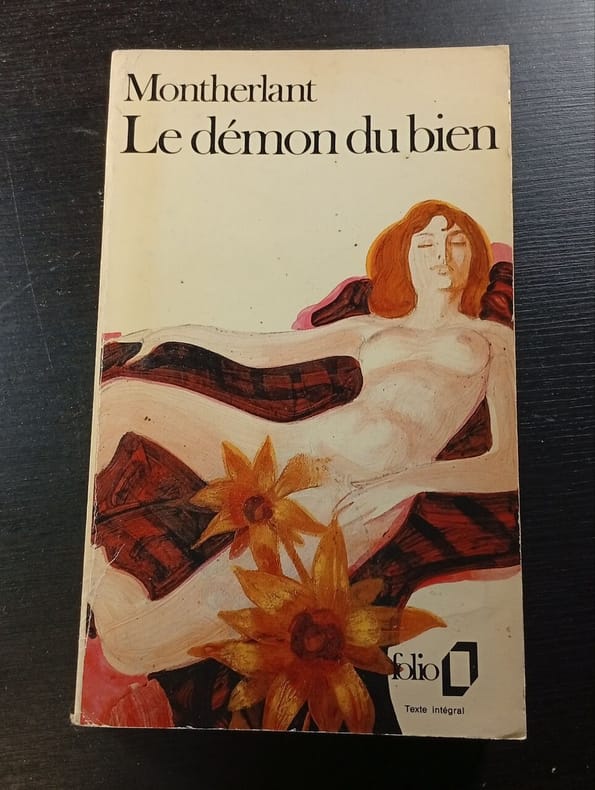 Montherlant
Le démon du bien
folio
Texte intégral